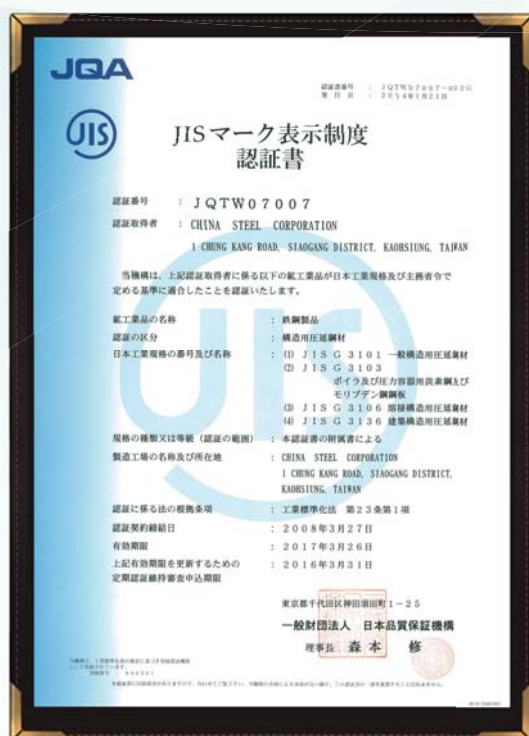 JQA
JIS
認証書番号 : JQTW07007-002G
発行日 : 2014年1月21日
JISマーク表示制度
認証書
認証番号 : JQTW07007
認証取得者 : CHINA STEEL CORPORATION
1 CHUNG KANG ROAD, SIAOGANG DISTRICT, KAOHSIUNG, TAIWAN
当機構は、上記認証取得者に係る以下の鉱工業品が日本工業規格及び主務省令で
定める基準に適合したことを認証いたします。
鉱工業品の名称 : 鉄鋼製品
認証の区分 : 構造用圧延鋼材
日本工業規格の番号及び名称 : (1) JIS G 3101 一般構造用圧延鋼材
(2) JIS G 3103
ボイラ及び圧力容器用炭素鋼及び
モリブデン鋼鋼板
(3) JIS G 3106 溶接構造用圧延鋼材
(4) JIS G 3136 建築構造用圧延鋼材
規格の種類又は等級（認証の範囲） : 本認証書の附属書による
製造工場の名称及び所在地 : CHINA STEEL CORPORATION
1 CHUNG KANG ROAD, SIAOGANG DISTRICT,
KAOHSIUNG, TAIWAN
認証に係る法の根拠条項 : 工業標準化法 第23条第1項
認証契約締結日 : 2008年3月27日
有効期限 : 2017年3月26日
上記有効期限を更新するための
定期認証維持審査申込期限 : 2016年3月31日
東京都千代田区神田須田町1-25
一般財団法人 日本品質保証機構
理事長 森本 修